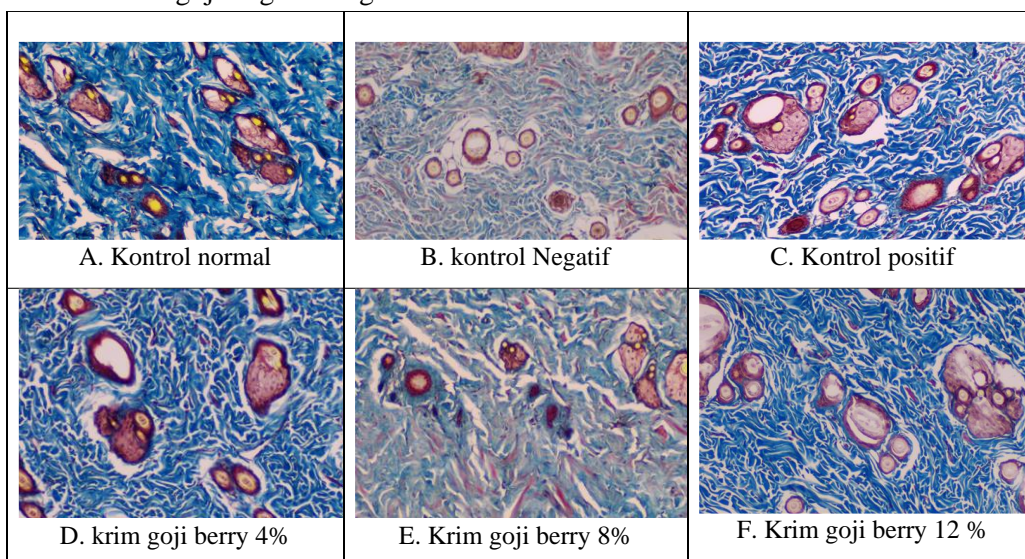 A. Kontrol normal
B. kontrol Negatif
C. Kontrol positif
D. krim goji berry 4%
E. Krim goji berry 8%
F. Krim goji berry 12 %